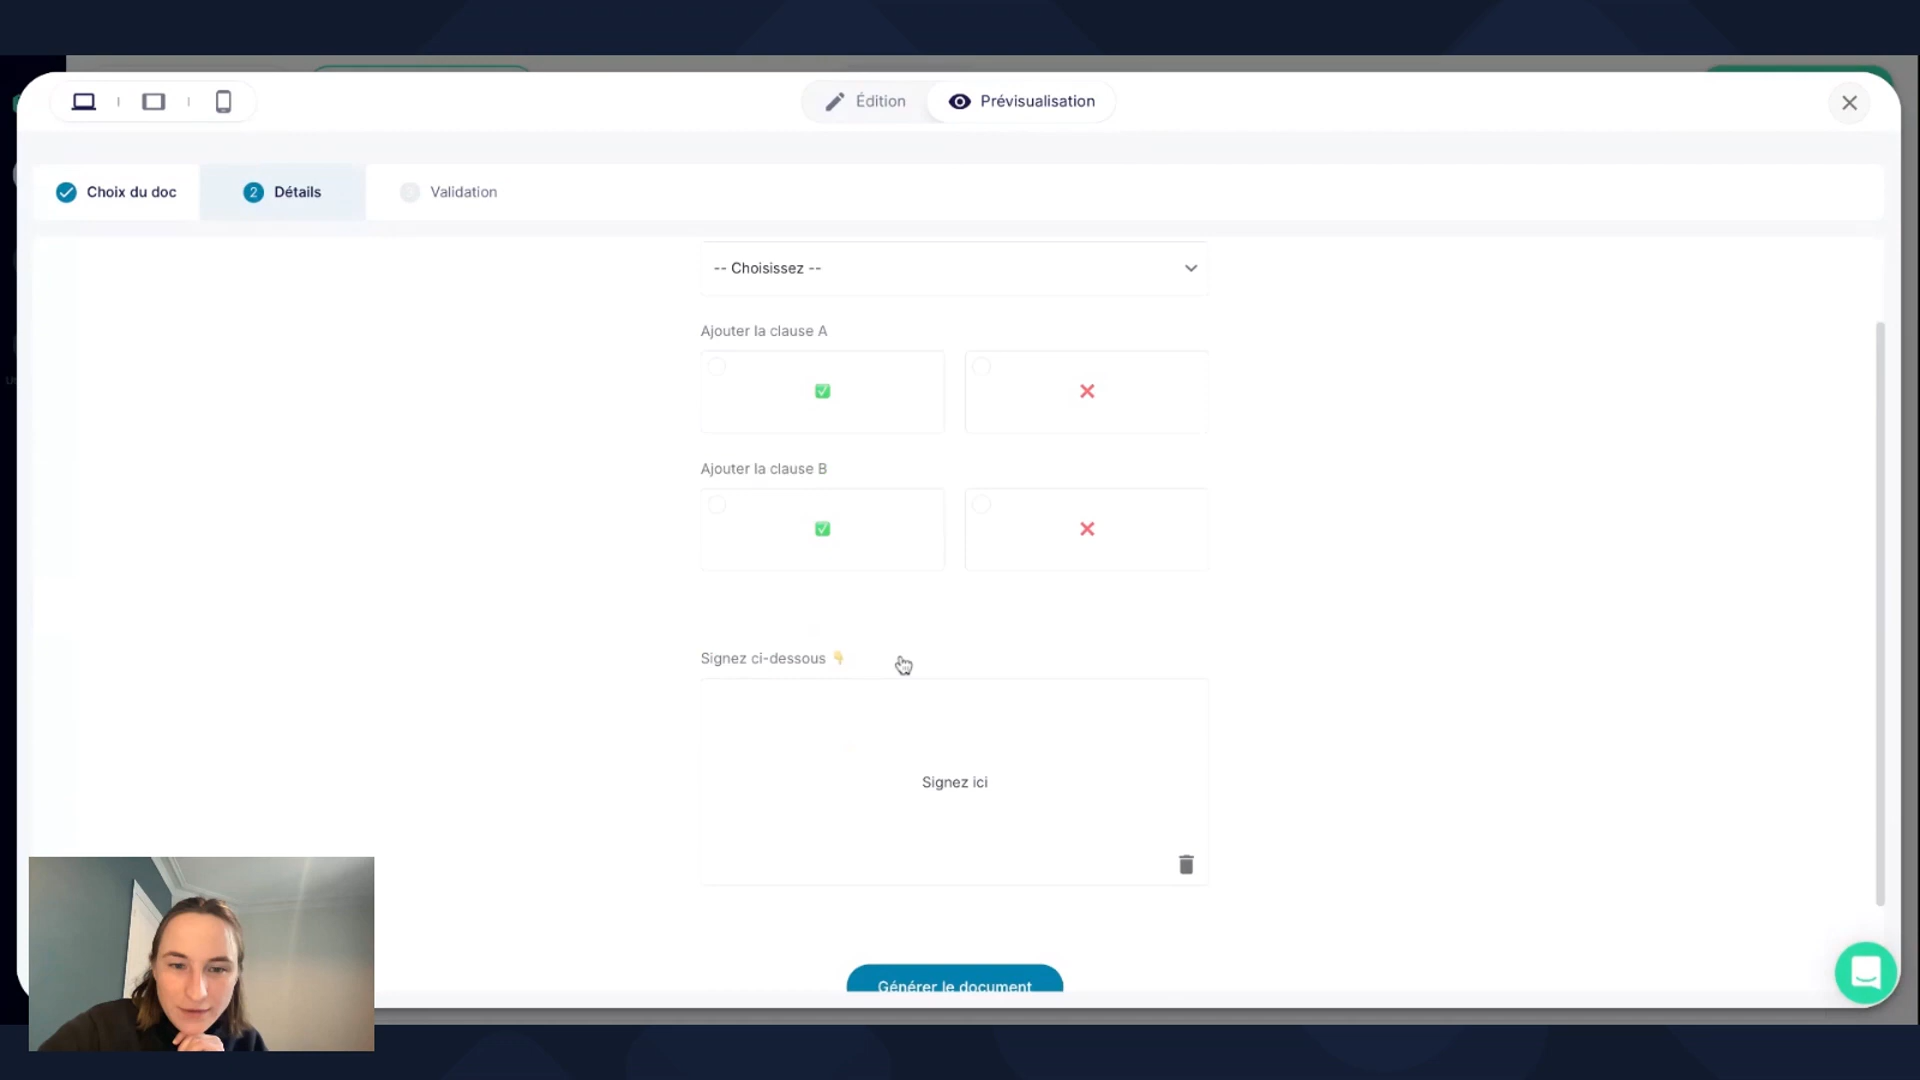 Édition
Prévisualisation
Choix du doc
2 Détails
Validation
-- Choisissez --
Ajouter la clause A
Ajouter la clause B
Signez ci-dessous 👇
Signez ici
Générer le document